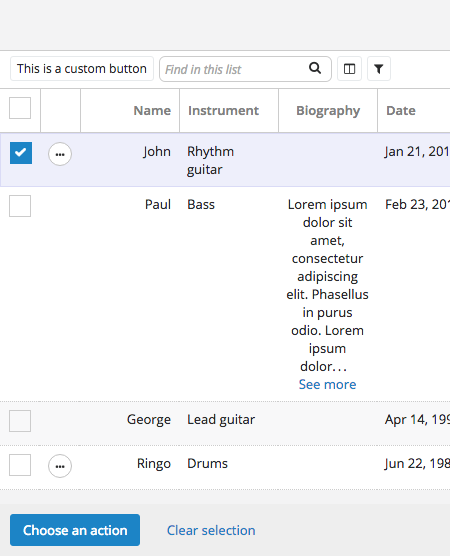 This is a custom button
Find in this list
Name Instrument Biography Date
John Rhythm guitar Jan 21, 201
Paul Bass Feb 23, 201
Lorem ipsum
dolor sit
amet,
consectetur
adipiscing
elit. Phasellus
in purus
odio. Lorem
ipsum
dolor...
See more
George Lead guitar Apr 14, 199
Ringo Drums Jun 22, 198
Choose an action
Clear selection